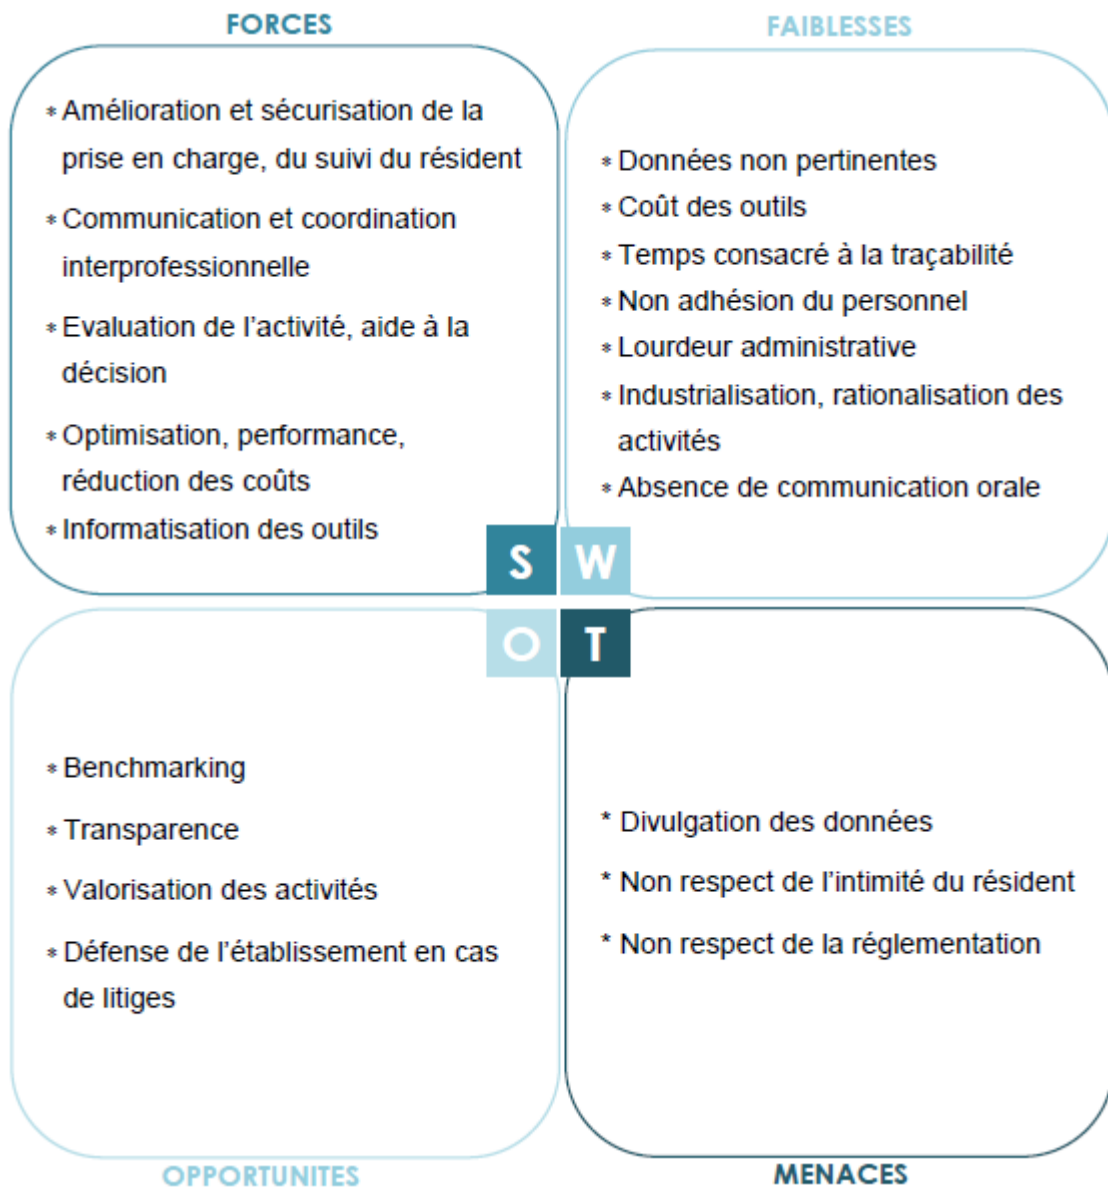 FORCES
* Amélioration et sécurisation de la
prise en charge, du suivi du résident
* Communication et coordination
interprofessionnelle
* Evaluation de l’activité, aide à la
décision
* Optimisation, performance,
réduction des coûts
* Informatisation des outils
FAIBLESSES
* Données non pertinentes
* Coût des outils
* Temps consacré à la traçabilité
* Non adhésion du personnel
* Lourdeur administrative
* Industrialisation, rationalisation des
activités
* Absence de communication orale
S W
O T
* Benchmarking
* Transparence
* Valorisation des activités
* Défense de l’établissement en cas
de litiges
OPPORTUNITES
* Divulgation des données
* Non respect de l’intimité du résident
* Non respect de la réglementation
MENACES